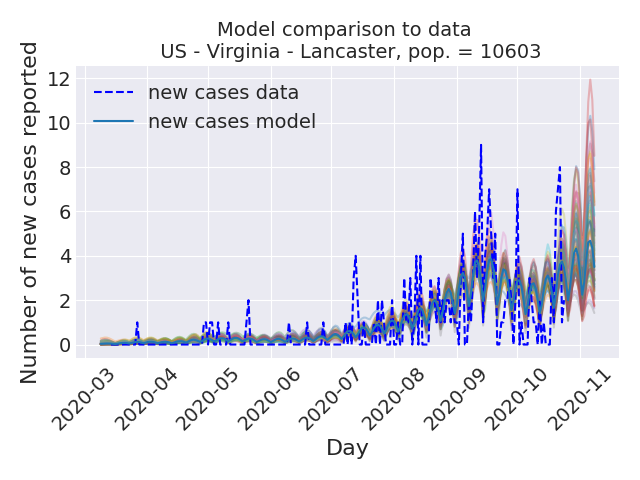 Model comparison to data
US - Virginia - Lancaster, pop. = 10603
new cases data
new cases model
Number of new cases reported
12
10
8
6
4
2
0
2020-03
2020-04
2020-05
2020-06
2020-07
2020-08
2020-09
2020-10
2020-11
Day